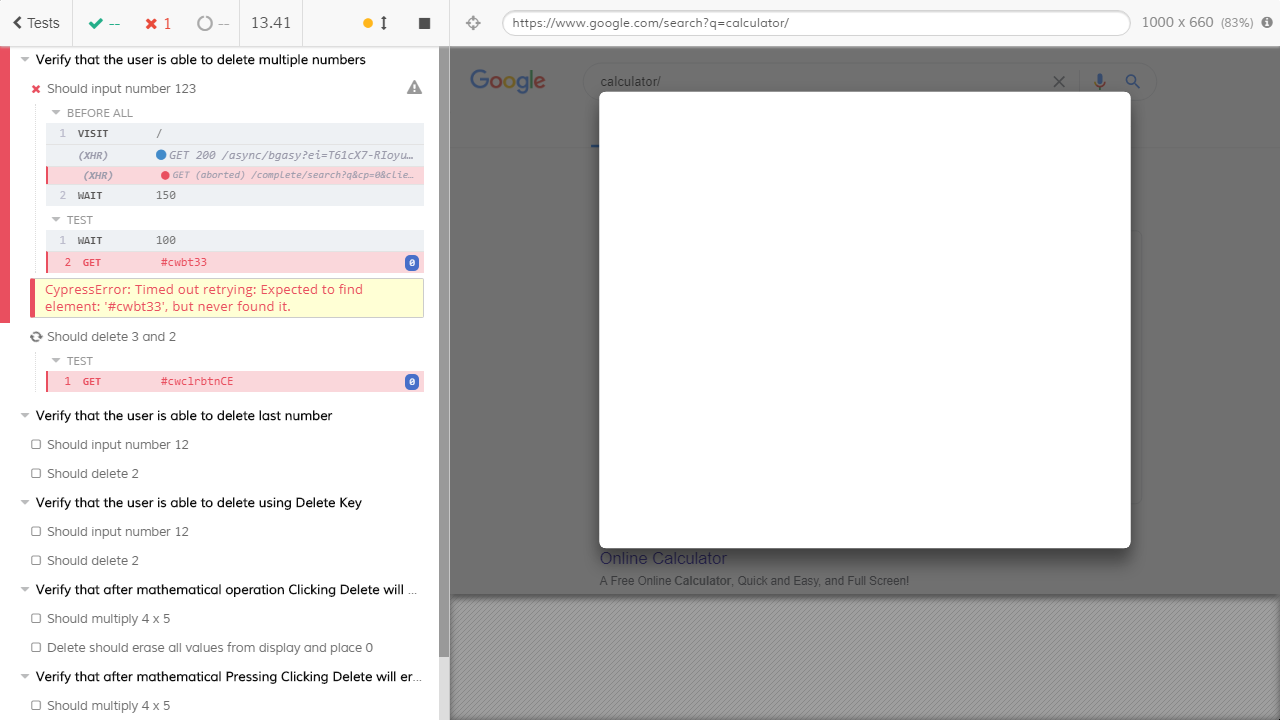 Tests
--
1
--
13.41
https://www.google.com/search?q=calculator/
1000 x 660 (83%)
Verify that the user is able to delete multiple numbers
Should input number 123
BEFORE ALL
1 VISIT /
(XHR) GET 200 /async/bgasy?ei=T61cX7-RIoyu…
(XHR) GET (aborted) /complete/search?q&cp=0&clie…
2 WAIT 150
TEST
1 WAIT 100
2 GET #cwbt33 0
CypressError: Timed out retrying: Expected to find
element: '#cwbt33', but never found it.
Should delete 3 and 2
TEST
1 GET #cwclrbtnCE 0
Verify that the user is able to delete last number
Should input number 12
Should delete 2
Verify that the user is able to delete using Delete Key
Should input number 12
Should delete 2
Verify that after mathematical operation Clicking Delete will ...
Should multiply 4 x 5
Delete should erase all values from display and place 0
Verify that after mathematical Pressing Clicking Delete will er...
Should multiply 4 x 5
Google
calculator/
Online Calculator
A Free Online Calculator, Quick and Easy, and Full Screen!